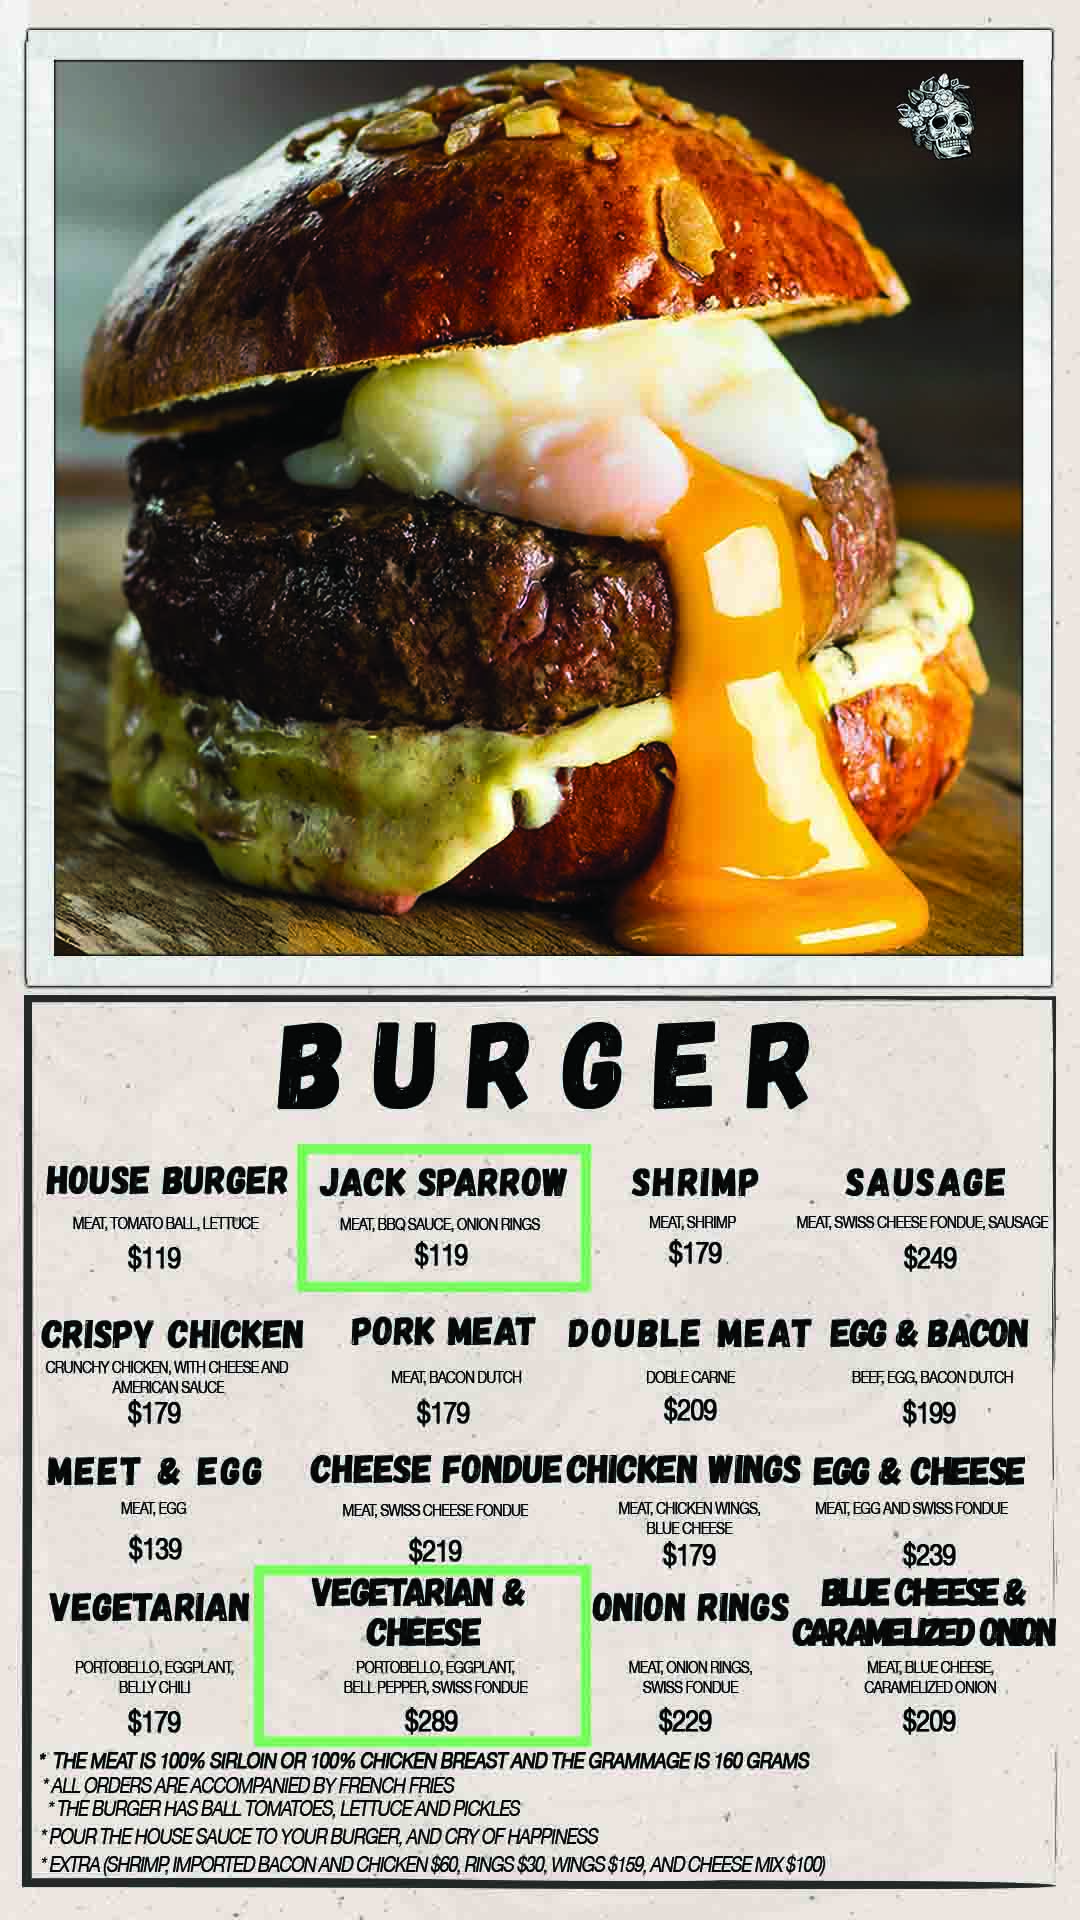 BURGER
HOUSE BURGER
MEAT, TOMATO BALL, LETTUCE
$119
JACK SPARROW
MEAT, BBQ SAUCE, ONION RINGS
$119
SHRIMP
MEAT, SHRIMP
$179
SAUSAGE
MEAT, SWISS CHEESE FONDUE, SAUSAGE
$249
CRISPY CHICKEN
CRUNCHY CHICKEN, WITH CHEESE AND
AMERICAN SAUCE
$179
PORK MEAT
MEAT, BACON DUTCH
$179
DOUBLE MEAT
DOBLE CARNE
$209
EGG & BACON
BEEF, EGG, BACON DUTCH
$199
MEET & EGG
MEAT, EGG
$139
CHEESE FONDUE
MEAT, SWISS CHEESE FONDUE
$219
CHICKEN WINGS
MEAT, CHICKEN WINGS,
BLUE CHEESE
$179
EGG & CHEESE
MEAT, EGG AND SWISS FONDUE
$239
VEGETARIAN
PORTOBELLO, EGGPLANT,
BELLY CHILI
$179
VEGETARIAN &
CHEESE
PORTOBELLO, EGGPLANT,
BELL PEPPER, SWISS FONDUE
$289
ONION RINGS
MEAT, ONION RINGS,
SWISS FONDUE
$229
BLUE CHEESE &
CARAMELIZED ONION
MEAT, BLUE CHEESE,
CARAMELIZED ONION
$209
* THE MEAT IS 100% SIRLOIN OR 100% CHICKEN BREAST AND THE GRAMMAGE IS 160 GRAMS
* ALL ORDERS ARE ACCOMPANIED BY FRENCH FRIES
* THE BURGER HAS BALL TOMATOES, LETTUCE AND PICKLES
* POUR THE HOUSE SAUCE TO YOUR BURGER, AND CRY OF HAPPINESS
* EXTRA (SHRIMP, IMPORTED BACON AND CHICKEN $60, RINGS $30, WINGS $159, AND CHEESE MIX $100)